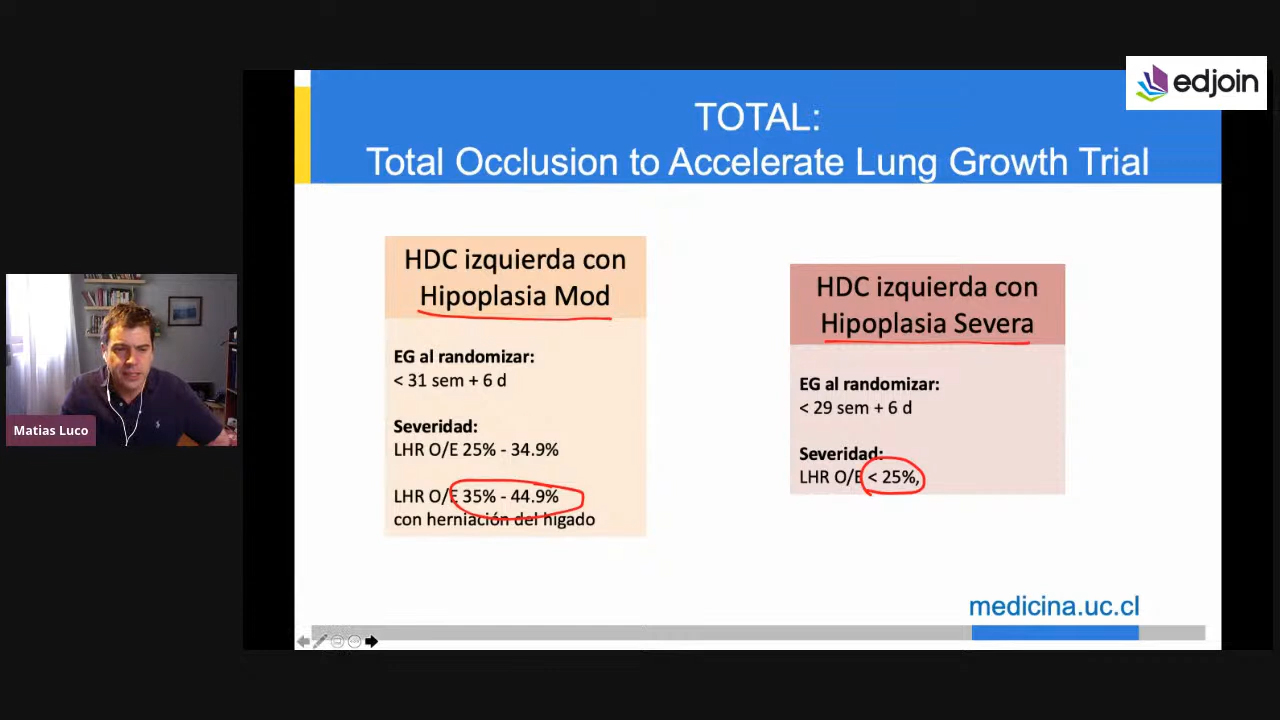 edjoin
TOTAL:
Total Occlusion to Accelerate Lung Growth Trial
HDC izquierda con
Hipoplasia Mod
EG al randomizar:
< 31 sem + 6 d
Severidad:
LHR O/E 25% - 34.9%
LHR O/E 35% - 44.9%
con herniación del hígado
HDC izquierda con
Hipoplasia Severa
EG al randomizar:
< 29 sem + 6 d
Severidad:
LHR O/E < 25%,
Matias Luco
medicina.uc.cl